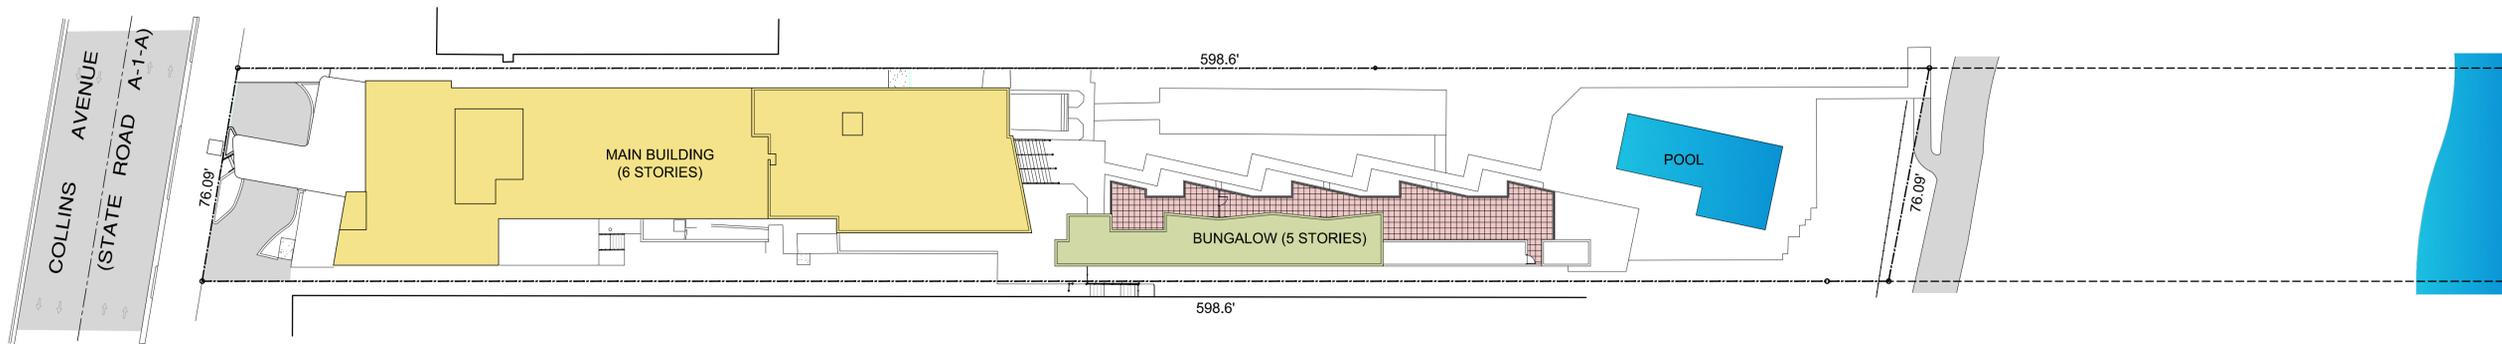 COLLINS AVENUE
(STATE ROAD A-1-A)
76.09'
598.6'
MAIN BUILDING
(6 STORIES)
BUNGALOW (5 STORIES)
POOL
76.09'
598.6'